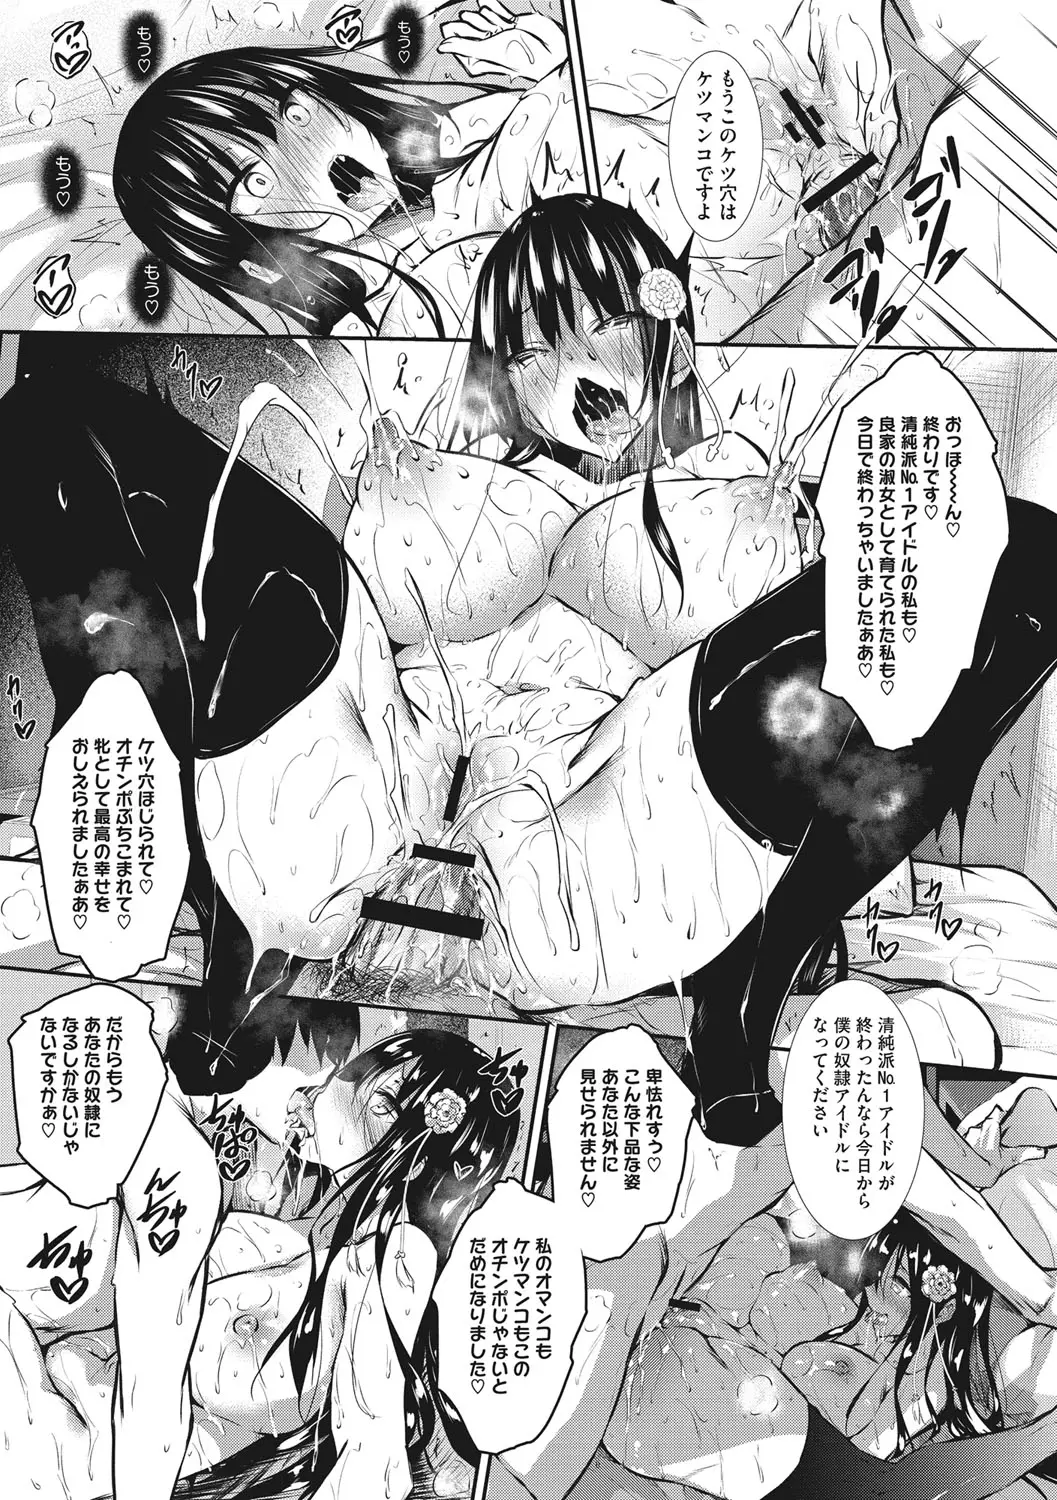 もうこのケツ穴は
ケツマンコですよ
もう♡
もう♡
もう♡
もう♡
もう♡
おっほ〜〜〜ん♡
終わりです♡
清純派№1アイドルの私も♡
良家の淑女として育てられた私も♡
今日で終わっちゃいましたぁあ♡
ケツ穴ほじられて♡
オチンポぶちこまれて♡
牝として最高の幸せを
おしえられましたぁあ♡
清純派№1アイドルが
終わったんなら今日から
僕の奴隷アイドルに
なってください
卑怯れすぅ♡
こんな下品な姿
あなた以外に
見せられません♡
私のオマンコも
ケツマンコもこの
オチンポじゃないと
だめになりました♡
だからもう
あなたの奴隷に
なるしかないじゃ
ないですかぁ♡
ちゅ
ぱ♡
んちゅ♡
ちゅ♡